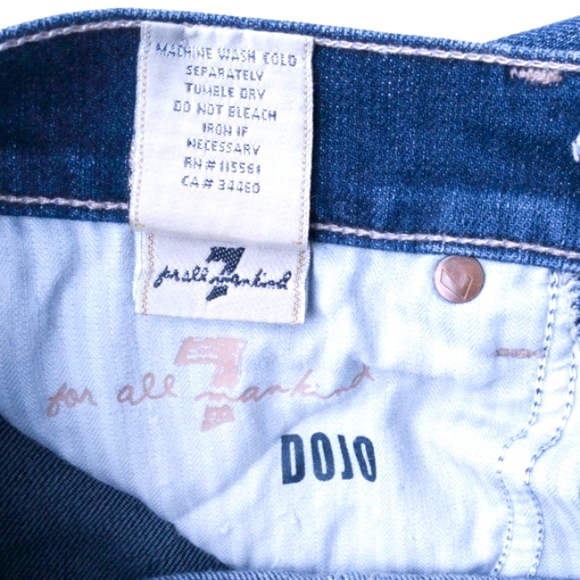 MACHINE WASH COLD
SEPARATELY
TUMBLE DRY
DO NOT BLEACH
IRON IF
NECESSARY
RN # 115561
CA # 34460
7
for all mankind
7
for all mankind
DOJO